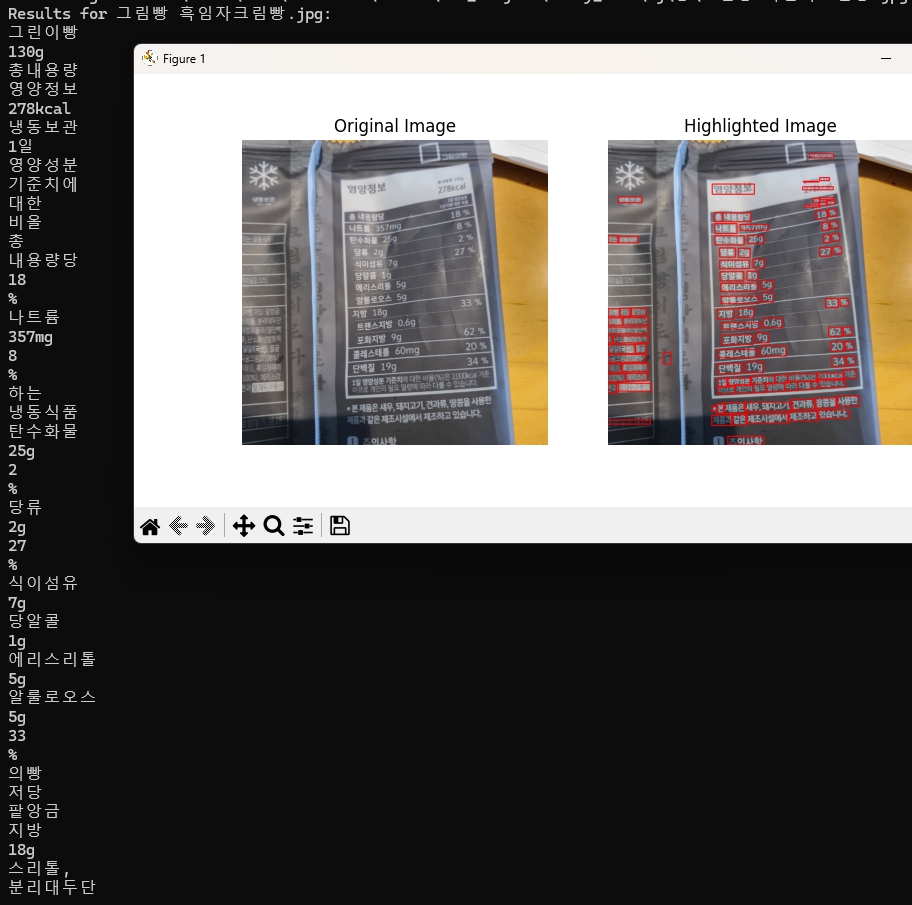 Results for 그림빵 흑임자크림빵.jpg:
그린이빵
130g
총내용량
영양정보
278kcal
냉동보관
1일
영양성분
기준치에
대한
비율
총
내용량당
18
%
나트륨
357mg
8
%
하는
냉동식품
탄수화물
25g
2
%
당류
2g
27
%
식이섬유
7g
당알콜
1g
에리스리톨
5g
알룰로오스
5g
33
%
의빵
저당
팥앙금
지방
18g
스리톨,
분리대두단
Figure 1
Original Image
영양정보
278kcal
총 내용량당 18 %
나트륨 357mg 8 %
탄수화물 25g 2 %
당류 2g 27 %
식이섬유 7g
당알콜 1g
에리스리톨 5g
알룰로오스 5g
지방 18g 33 %
트랜스지방 0.6g
포화지방 9g 62 %
콜레스테롤 60mg 20 %
단백질 19g 34 %
1일 영양성분 기준치에 대한 비율(%)은 2,000kcal 기준
이므로 개인의 필요 열량에 따라 다를 수 있습니다.
• 본 제품은 새우, 돼지고기, 견과류, 땅콩을 사용한
제품과 같은 제조시설에서 제조하고 있습니다.
주의사항
Highlighted Image
영양정보
총 내용량당 18 %
나트륨 357mg 8 %
탄수화물 25g 2 %
당류 2g 27 %
식이섬유 7g
당알콜 1g
에리스리톨 5g
알룰로오스 5g
지방 18g 33 %
트랜스지방 0.6g
포화지방 9g 62 %
콜레스테롤 60mg 20 %
단백질 19g 34 %
1일 영양성분 기준치에 대한 비율(%)은 2,000kcal 기준
이므로 개인의 필요 열량에 따라 다를 수 있습니다.
• 본 제품은 새우, 돼지고기, 견과류, 땅콩을 사용한
제품과 같은 제조시설에서 제조하고 있습니다.
주의사항